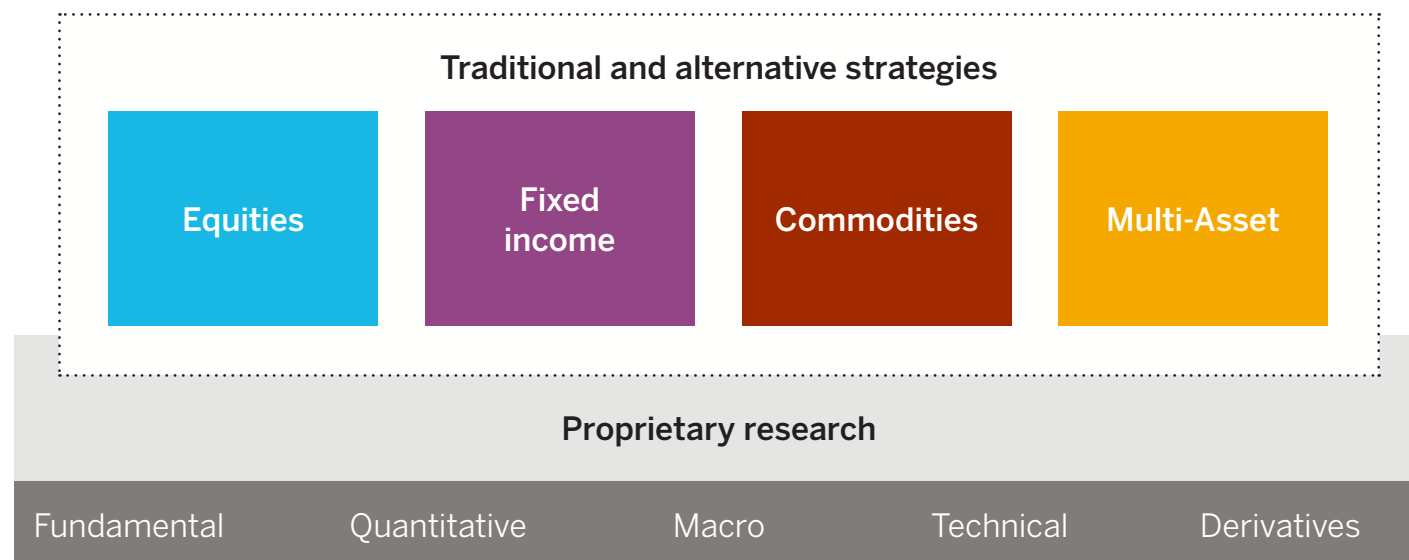 Traditional and alternative strategies
Equities
Fixed
income
Commodities
Multi-Asset
Proprietary research
Fundamental
Quantitative
Macro
Technical
Derivatives